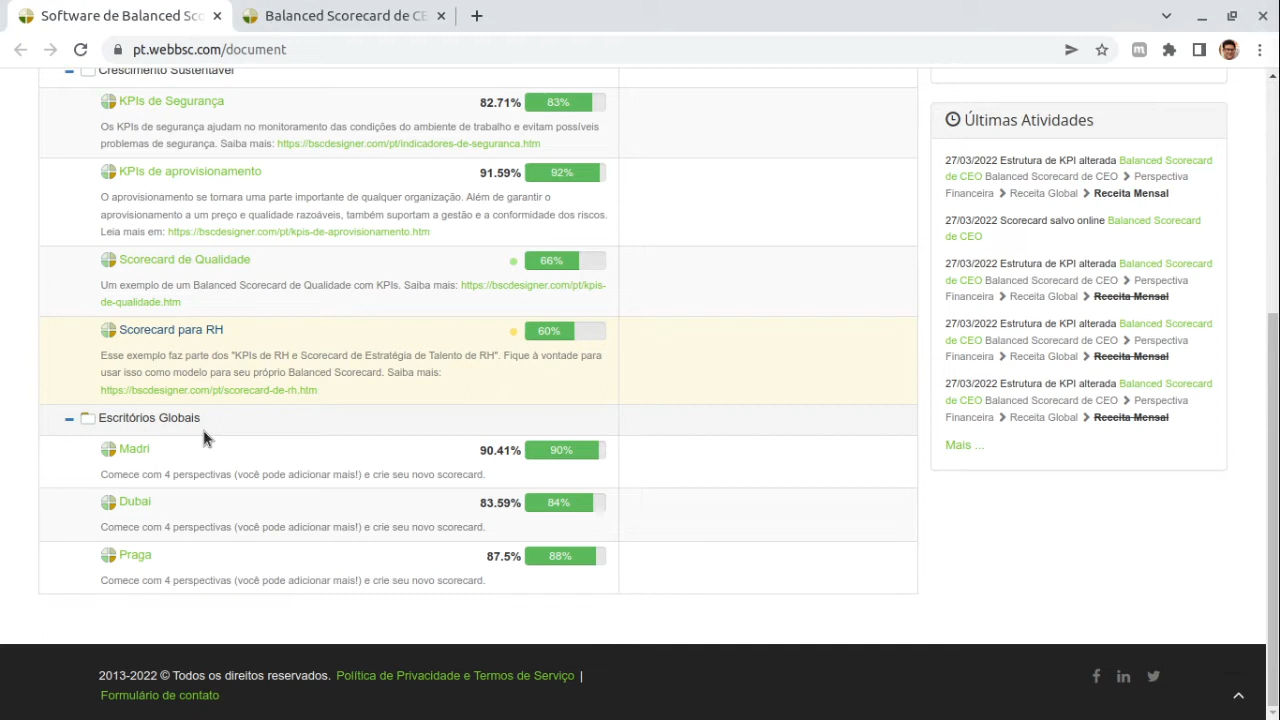 Software de Balanced Sco
Balanced Scorecard de CE
pt.webbsc.com/document
Crescimento Sustentável
KPIs de Segurança
82.71%
83%
Os KPIs de segurança ajudam no monitoramento das condições do ambiente de trabalho e evitam possíveis
problemas de segurança. Saiba mais: https://bscdesigner.com/pt/indicadores-de-seguranca.htm
KPIs de aprovisionamento
91.59%
92%
O aprovisionamento se tornara uma parte importante de qualquer organização. Além de garantir o
aprovisionamento a um preço e qualidade razoáveis, também suportam a gestão e a conformidade dos riscos.
Leia mais em: https://bscdesigner.com/pt/kpis-de-aprovisionamento.htm
Scorecard de Qualidade
66%
Um exemplo de um Balanced Scorecard de Qualidade com KPIs. Saiba mais: https://bscdesigner.com/pt/kpis-
de-qualidade.htm
Scorecard para RH
60%
Esse exemplo faz parte dos "KPIs de RH e Scorecard de Estratégia de Talento de RH". Fique à vontade para
usar isso como modelo para seu próprio Balanced Scorecard. Saiba mais:
https://bscdesigner.com/pt/scorecard-de-rh.htm
Escritórios Globais
Madri
90.41%
90%
Comece com 4 perspectivas (você pode adicionar mais!) e crie seu novo scorecard.
Dubai
83.59%
84%
Comece com 4 perspectivas (você pode adicionar mais!) e crie seu novo scorecard.
Praga
87.5%
88%
Comece com 4 perspectivas (você pode adicionar mais!) e crie seu novo scorecard.
Últimas Atividades
27/03/2022 Estrutura de KPI alterada Balanced Scorecard
de CEO Balanced Scorecard de CEO Perspectiva
Financeira Receita Global Receita Mensal
27/03/2022 Scorecard salvo online Balanced Scorecard
de CEO
27/03/2022 Estrutura de KPI alterada Balanced Scorecard
de CEO Balanced Scorecard de CEO Perspectiva
Financeira Receita Global Receita Mensal
27/03/2022 Estrutura de KPI alterada Balanced Scorecard
de CEO Balanced Scorecard de CEO Perspectiva
Financeira Receita Global Receita Mensal
27/03/2022 Estrutura de KPI alterada Balanced Scorecard
de CEO Balanced Scorecard de CEO Perspectiva
Financeira Receita Global Receita Mensal
Mais ...
2013-2022 © Todos os direitos reservados. Política de Privacidade e Termos de Serviço |
Formulário de contato